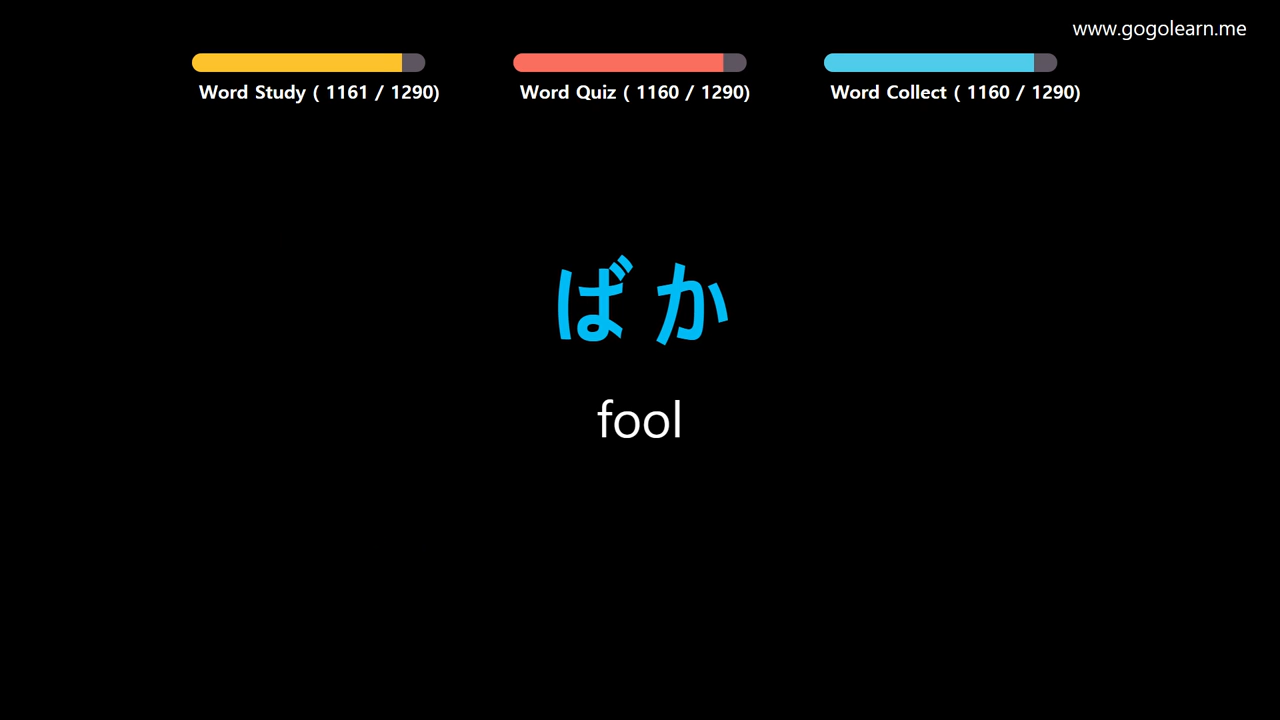 www.gogolearn.me
Word Study ( 1161 / 1290)
Word Quiz ( 1160 / 1290)
Word Collect ( 1160 / 1290)
ばか
fool